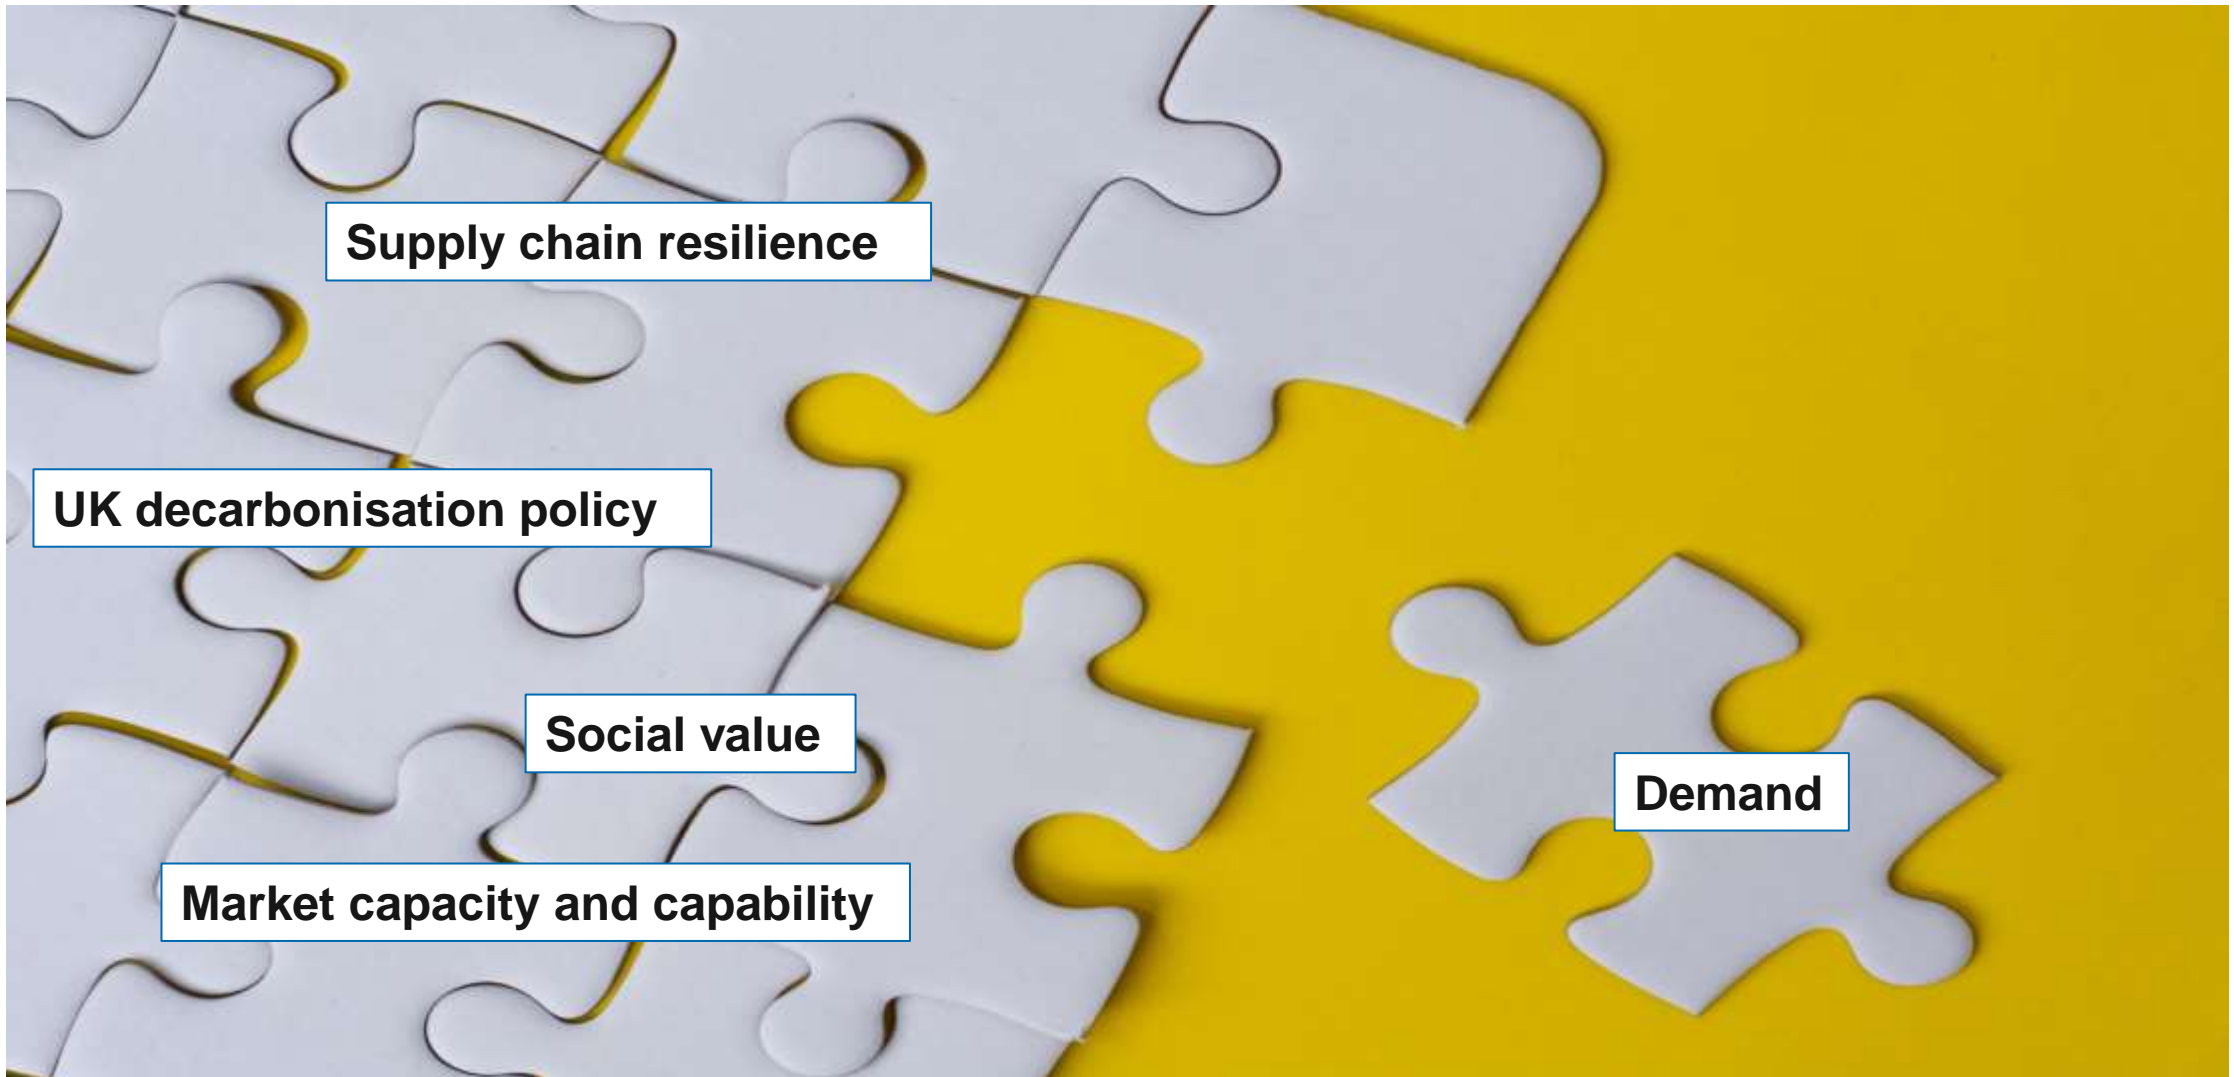 Supply chain resilience
UK decarbonisation policy
Social value
Demand
Market capacity and capability